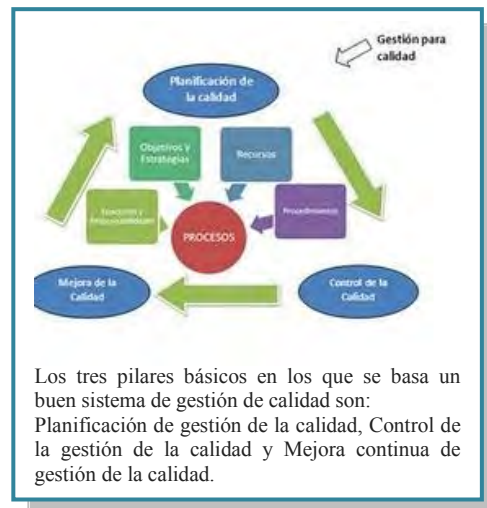 Gestión para
calidad
Planificación de
la calidad
Objetivos y
Estrategias
Recursos
Procedimientos
PROCESOS
Mejora de la
Calidad
Control de la
Calidad
Los tres pilares básicos en los que se basa un
buen sistema de gestión de calidad son:
Planificación de gestión de la calidad, Control de
la gestión de la calidad y Mejora continua de
gestión de la calidad.